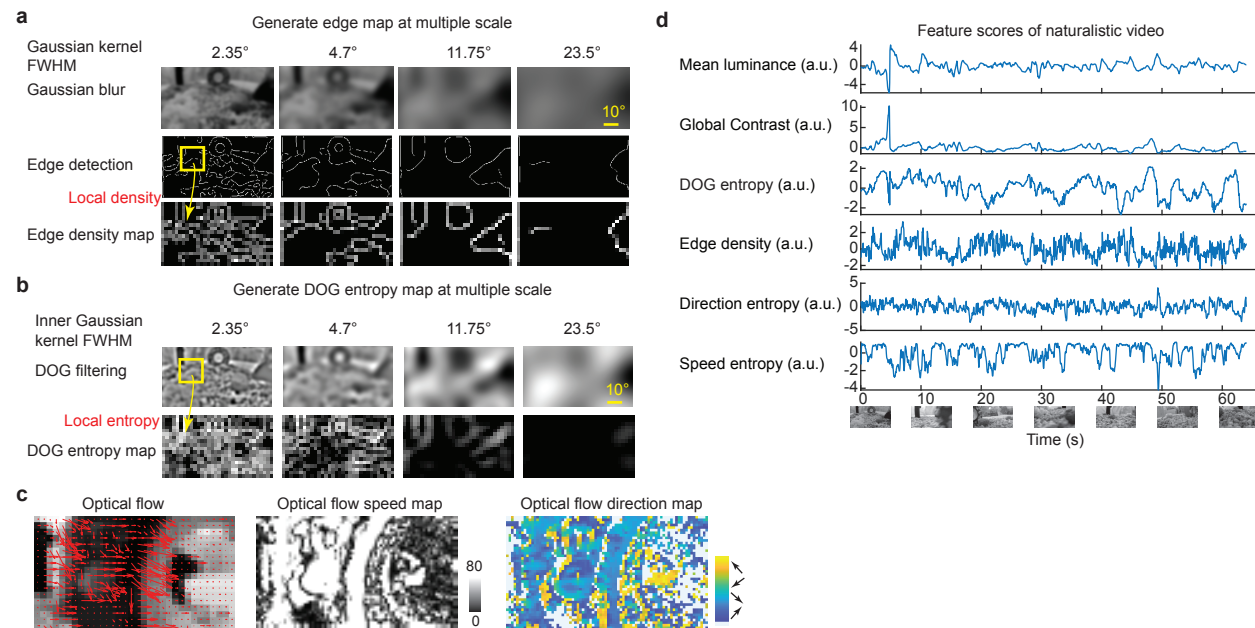 a
Generate edge map at multiple scale
Gaussian kernel
FWHM
2.35° 4.7° 11.75° 23.5°
Gaussian blur
10°
Edge detection
Local density
Edge density map
b
Generate DOG entropy map at multiple scale
Inner Gaussian
kernel FWHM
2.35° 4.7° 11.75° 23.5°
DOG filtering
10°
Local entropy
DOG entropy map
c
Optical flow
Optical flow speed map
80
0
Optical flow direction map
d
Feature scores of naturalistic video
Mean luminance (a.u.)
4
0
-4
Global Contrast (a.u.)
10
5
0
DOG entropy (a.u.)
2
0
-2
Edge density (a.u.)
2
0
-2
Direction entropy (a.u.)
5
0
-5
Speed entropy (a.u.)
0
2
4
0 10 20 30 40 50 60
Time (s)